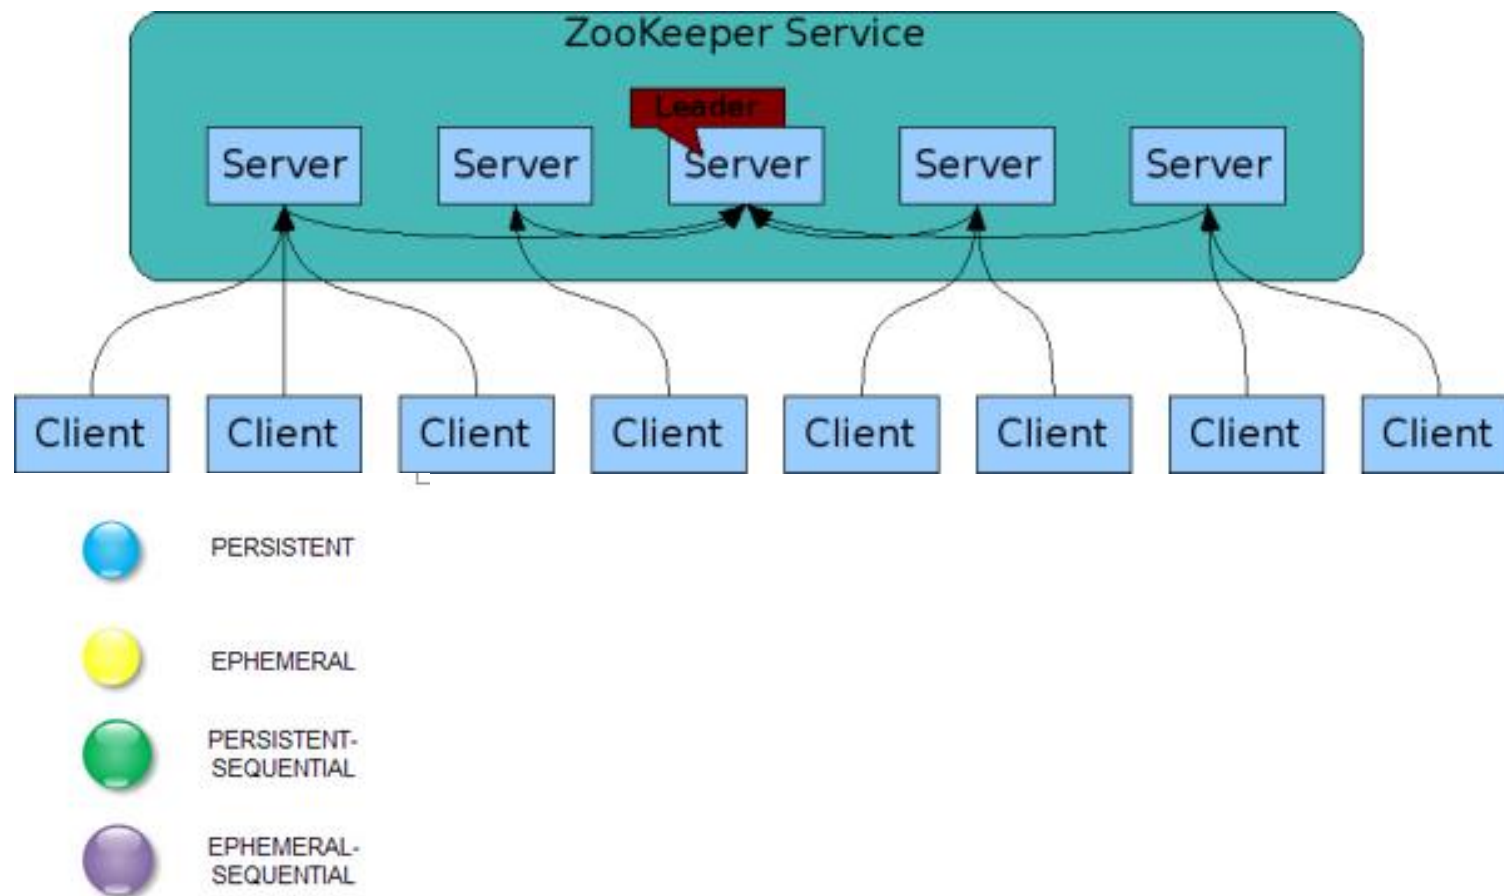 ZooKeeper Service
Leader
Server Server Server Server Server
Client Client Client Client Client Client Client Client
PERSISTENT
EPHEMERAL
PERSISTENT-
SEQUENTIAL
EPHEMERAL-
SEQUENTIAL